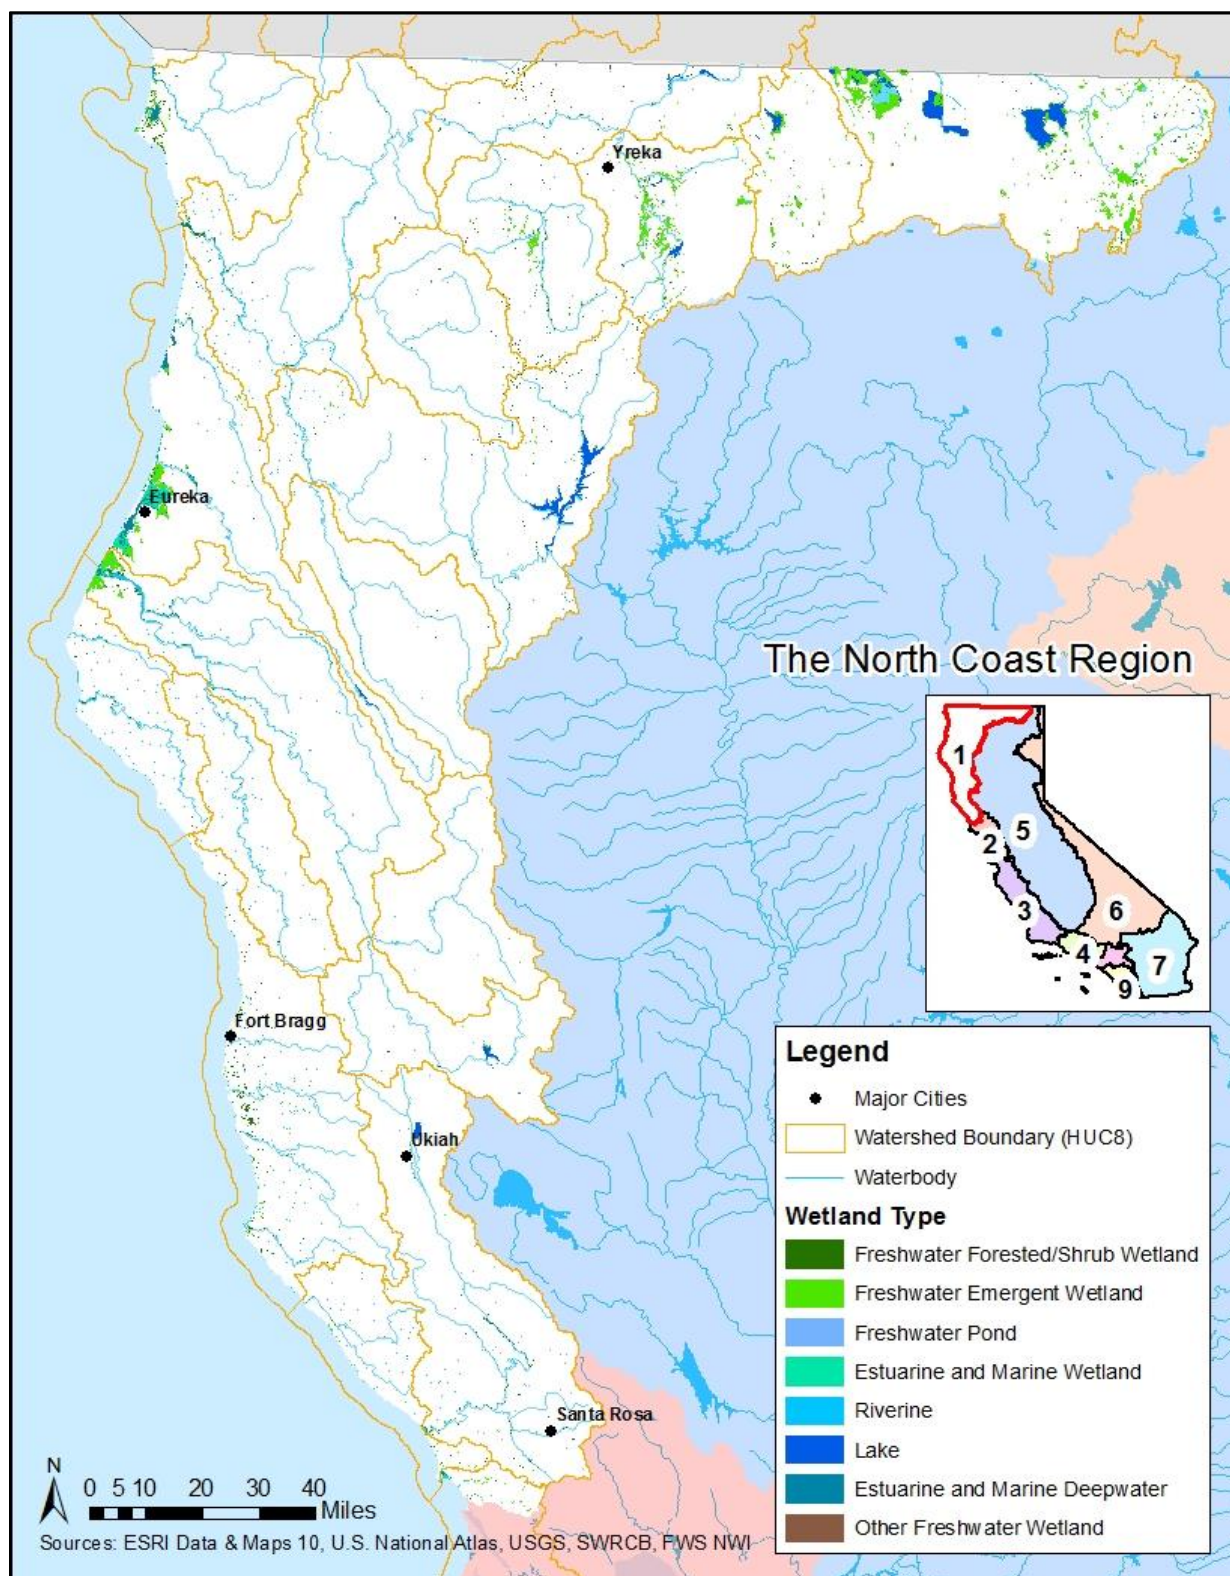 Yreka
Eureka
The North Coast Region
1
5
2
3
6
4
7
9
Fort Bragg
Ukiah
Santa Rosa
Legend
Major Cities
Watershed Boundary (HUC8)
Waterbody
Wetland Type
Freshwater Forested/Shrub Wetland
Freshwater Emergent Wetland
Freshwater Pond
Estuarine and Marine Wetland
Riverine
Lake
Estuarine and Marine Deepwater
Other Freshwater Wetland
N
0 5 10 20 30 40
Miles
Sources: ESRI Data & Maps 10, U.S. National Atlas, USGS, SWRCB, FWS NWI